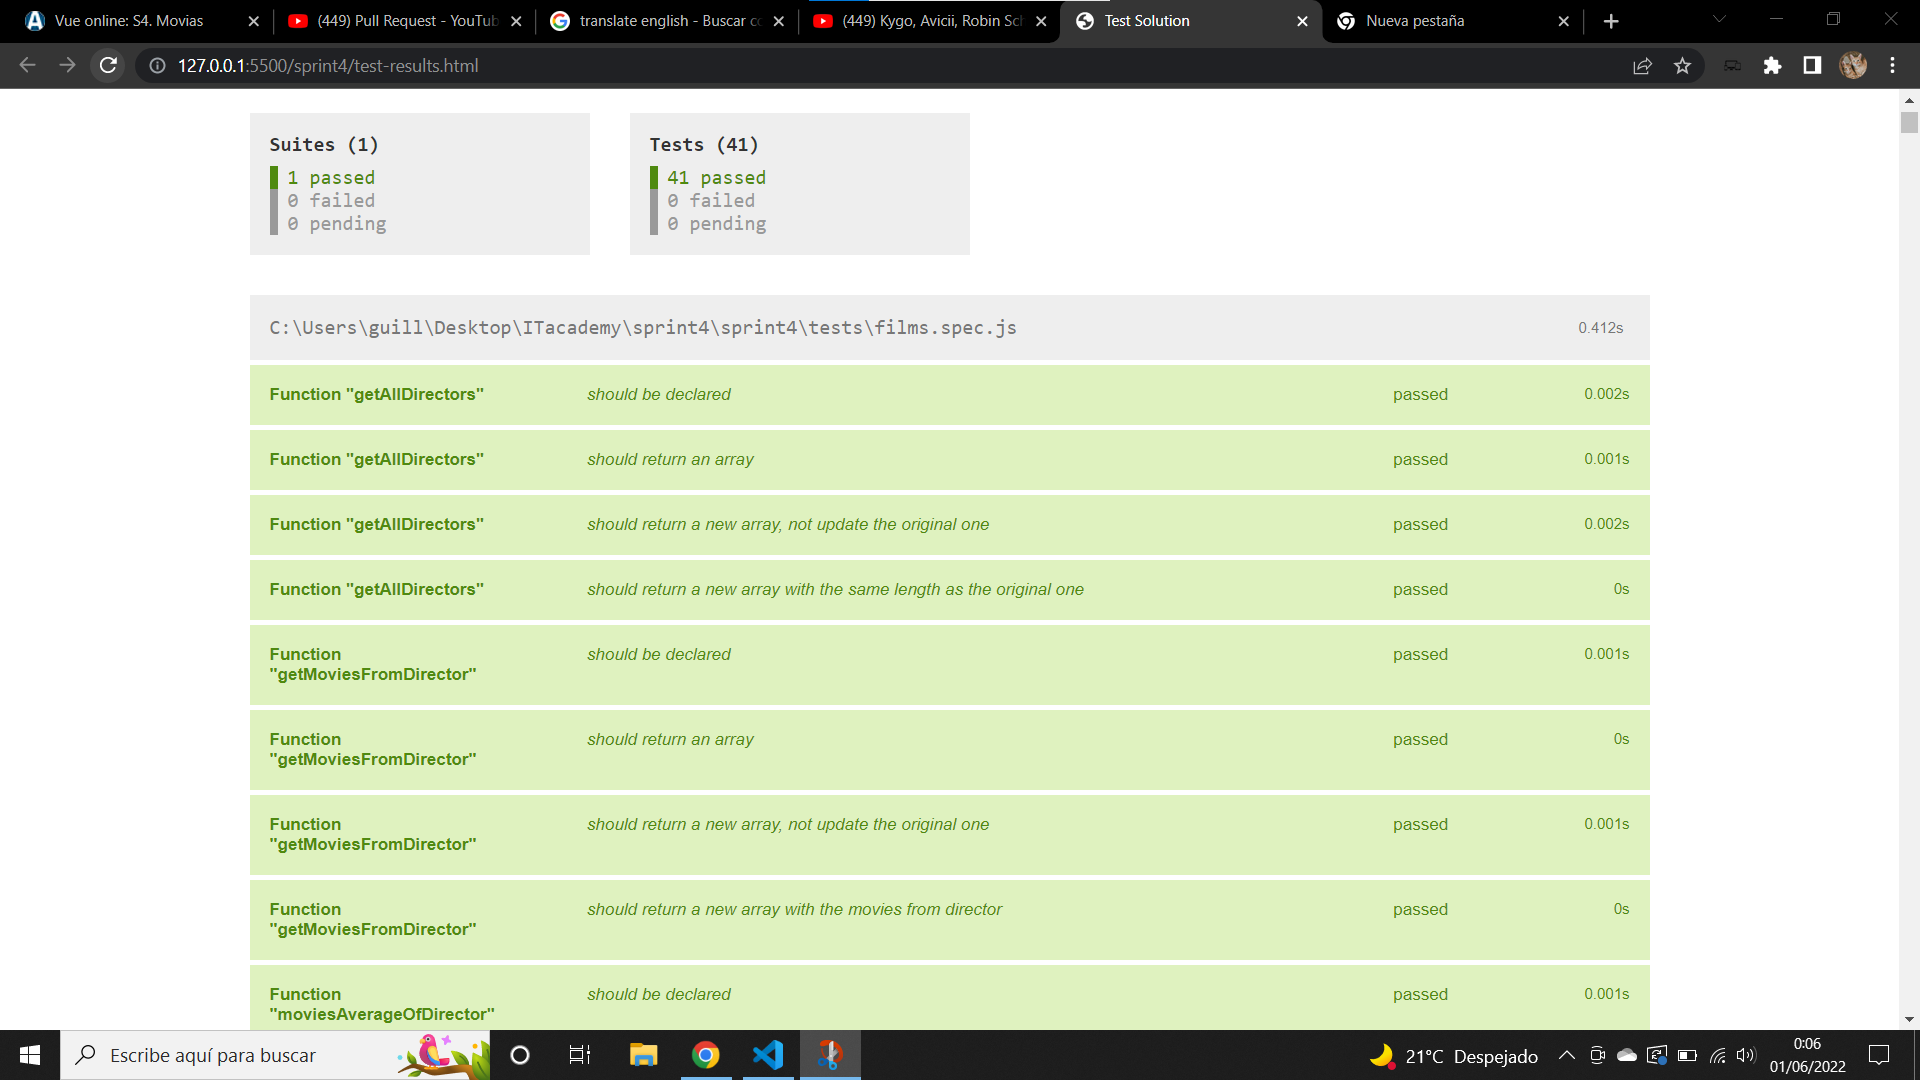 Vue online: S4. Movias
(449) Pull Request - YouTub
translate english - Buscar co
(449) Kygo, Avicii, Robin Sch
Test Solution
Nueva pestaña
127.0.0.1:5500/sprint4/test-results.html
Suites (1)
1 passed
0 failed
0 pending
Tests (41)
41 passed
0 failed
0 pending
C:\Users\guill\Desktop\ITacademy\sprint4\sprint4\tests\films.spec.js 0.412s
Function "getAllDirectors" should be declared passed 0.002s
Function "getAllDirectors" should return an array passed 0.001s
Function "getAllDirectors" should return a new array, not update the original one passed 0.002s
Function "getAllDirectors" should return a new array with the same length as the original one passed 0s
Function should be declared passed 0.001s
"getMoviesFromDirector"
Function should return an array passed 0s
"getMoviesFromDirector"
Function should return a new array, not update the original one passed 0.001s
"getMoviesFromDirector"
Function should return a new array with the movies from director passed 0s
"getMoviesFromDirector"
Function should be declared passed 0.001s
"moviesAverageOfDirector"
Escribe aquí para buscar
21°C Despejado
0:06
01/06/2022